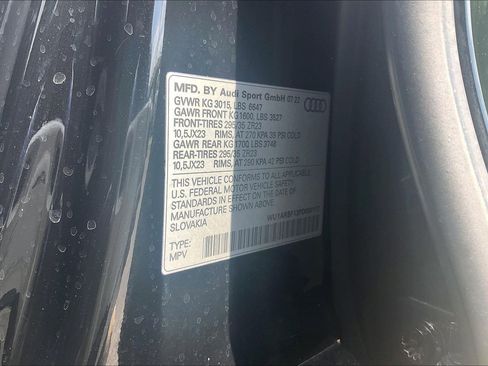 MFD. BY Audi Sport GmbH 07 22
GVWR KG 3015, LBS 6647
GAWR FRONT KG 1600, LBS 3527
FRONT-TIRES 295/35 ZR23
10,5JX23 RIMS, AT 270 KPA 39 PSI COLD
GAWR REAR KG 1700, LBS 3748
REAR-TIRES 295/35 ZR23
10,5JX23 RIMS, AT 290 KPA 42 PSI COLD
THIS VEHICLE CONFORMS TO ALL APPLICABLE
U.S. FEDERAL MOTOR VEHICLE SAFETY
STANDARDS IN EFFECT ON THE DATE OF
MANUFACTURE SHOWN ABOVE.
SLOVAKIA
TYPE:
MPV